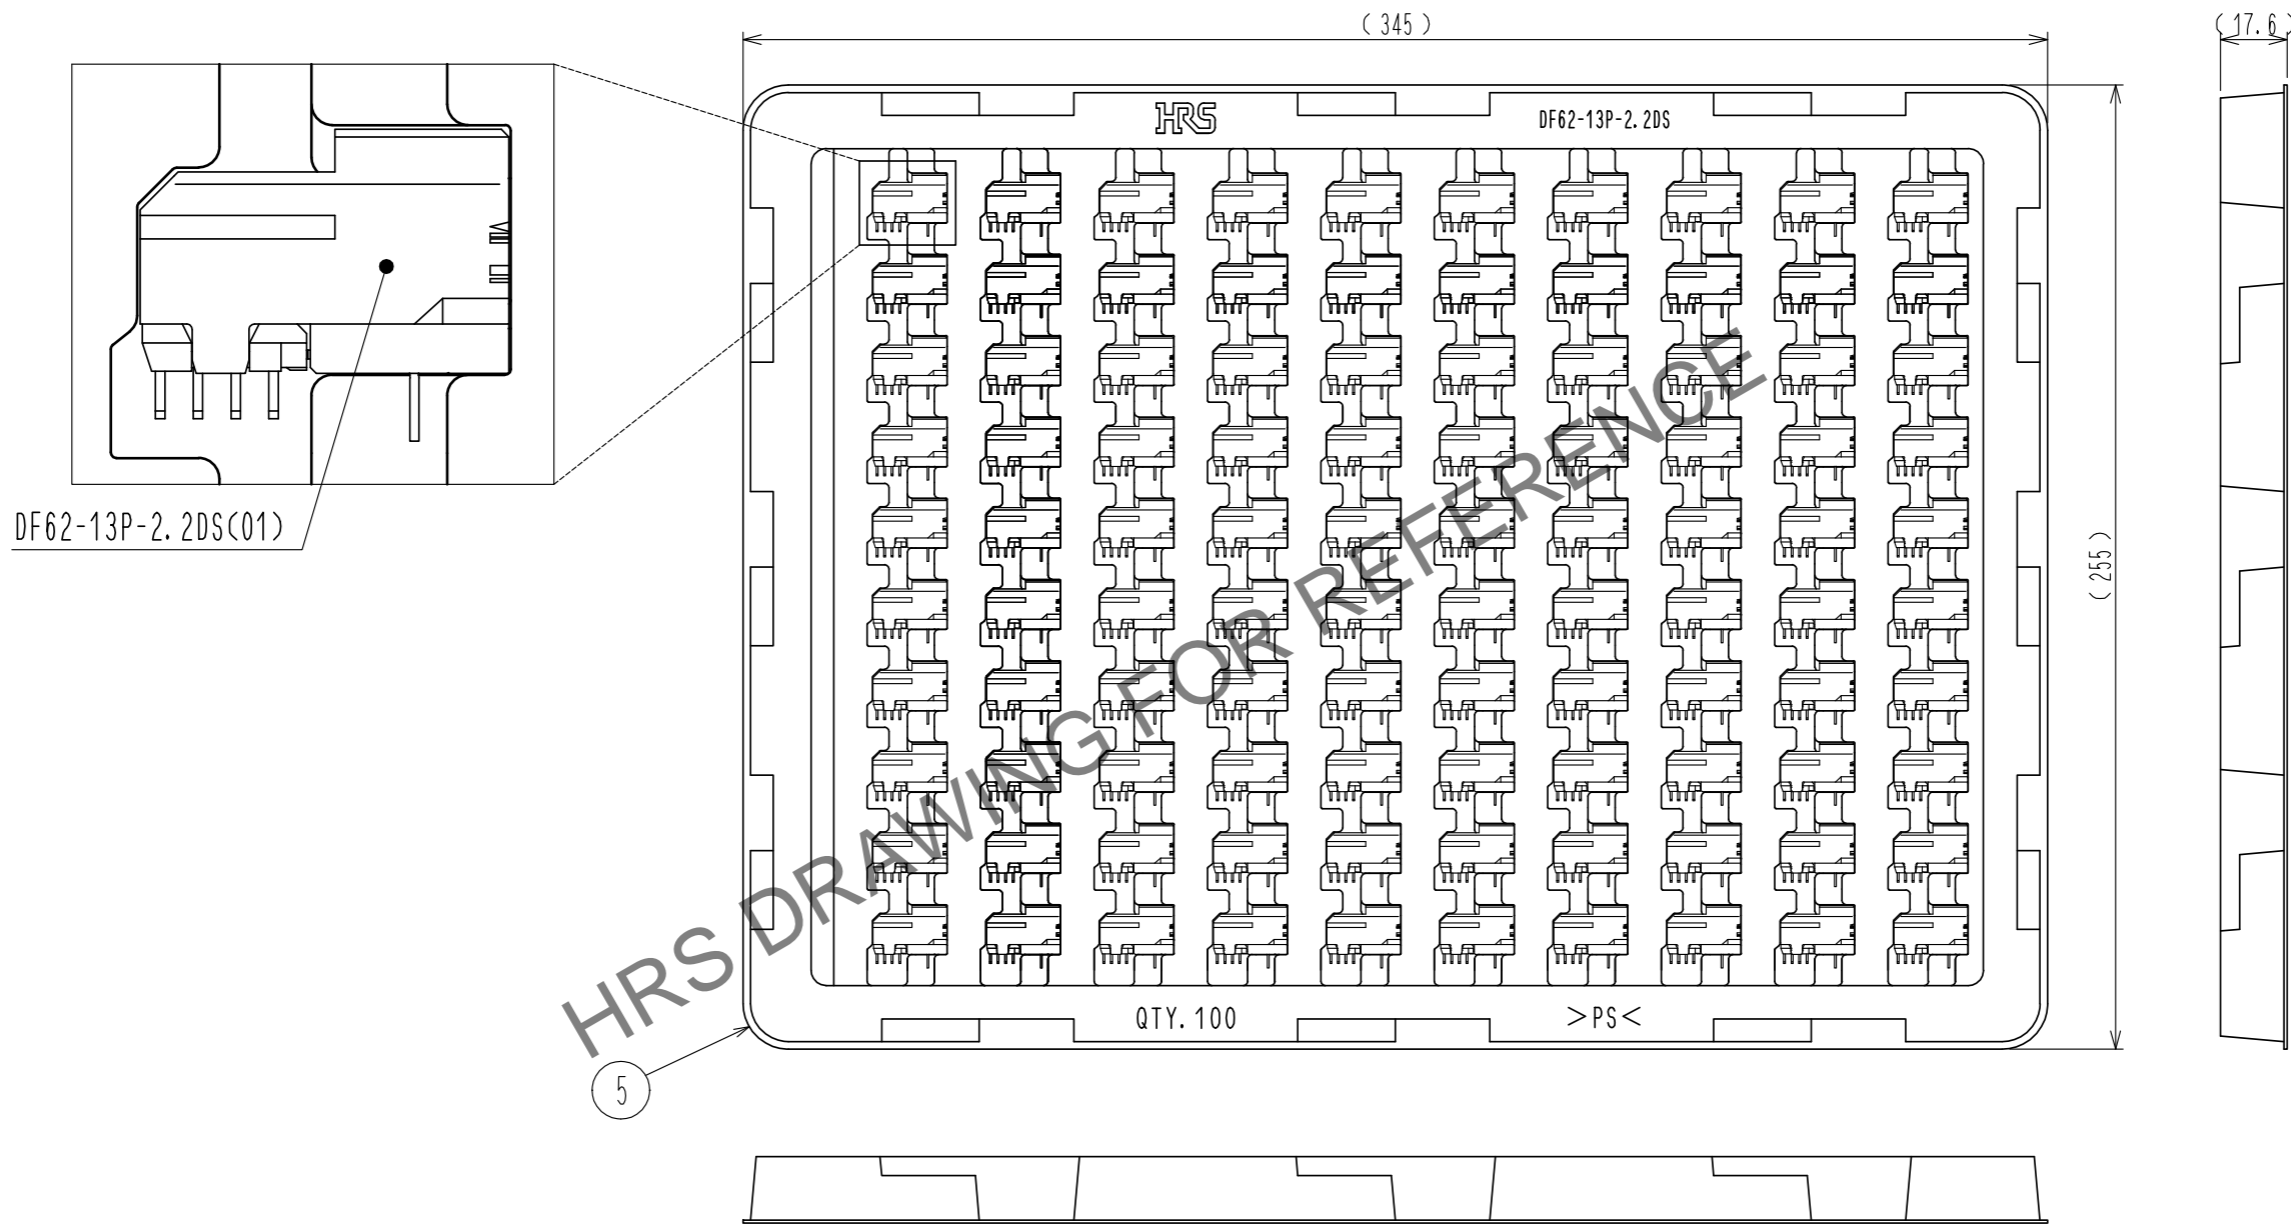 ( 345 )
( 17.6 )
HRS
DF62-13P-2.2DS
DF62-13P-2.2DS(01)
( 255 )
HRS DRAWING FOR REFERENCE
QTY.100
>PS<
5